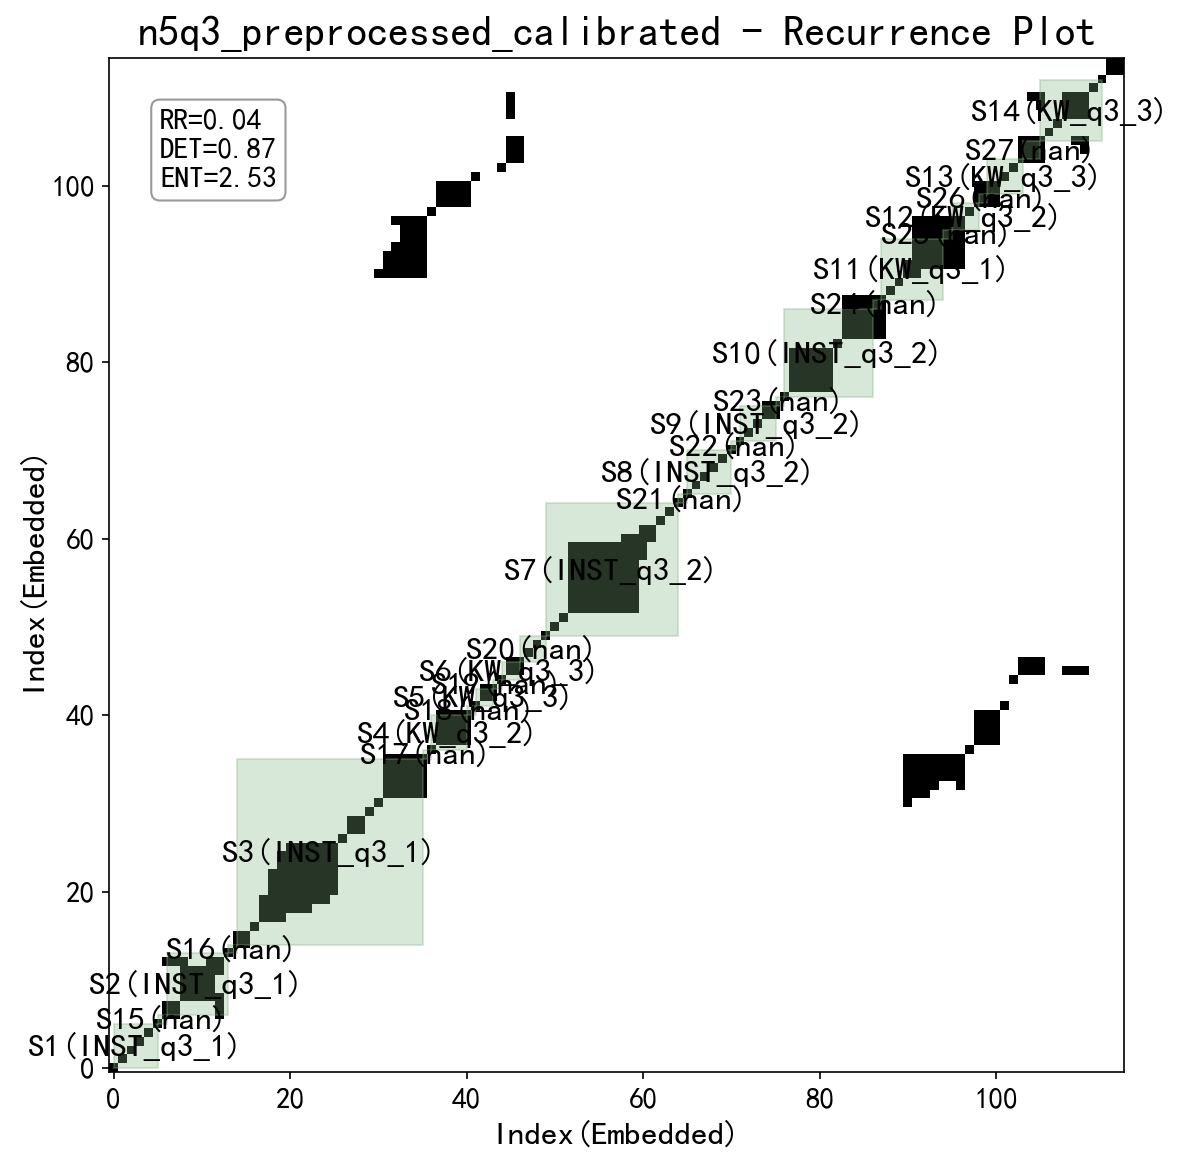 n5q3_preprocessed_calibrated - Recurrence Plot
RR=0.04
DET=0.87
ENT=2.53
S14(KW_q3_3)
S27(nan)
S13(KW_q3_3)
S26(nan)
S12(KW_q3_2)
S25(nan)
S11(KW_q3_1)
S24(nan)
S10(INST_q3_2)
S23(nan)
S9(INST_q3_2)
S22(nan)
S8(INST_q3_2)
S21(nan)
S7(INST_q3_2)
S20(nan)
S6(KW_q3_3)
S19(nan)
S5(KW_q3_3)
S18(nan)
S4(KW_q3_2)
S17(nan)
S3(INST_q3_1)
S16(nan)
S2(INST_q3_1)
S15(nan)
S1(INST_q3_1)
100
80
60
40
20
0
Index(Embedded)
0 20 40 60 80 100
Index(Embedded)